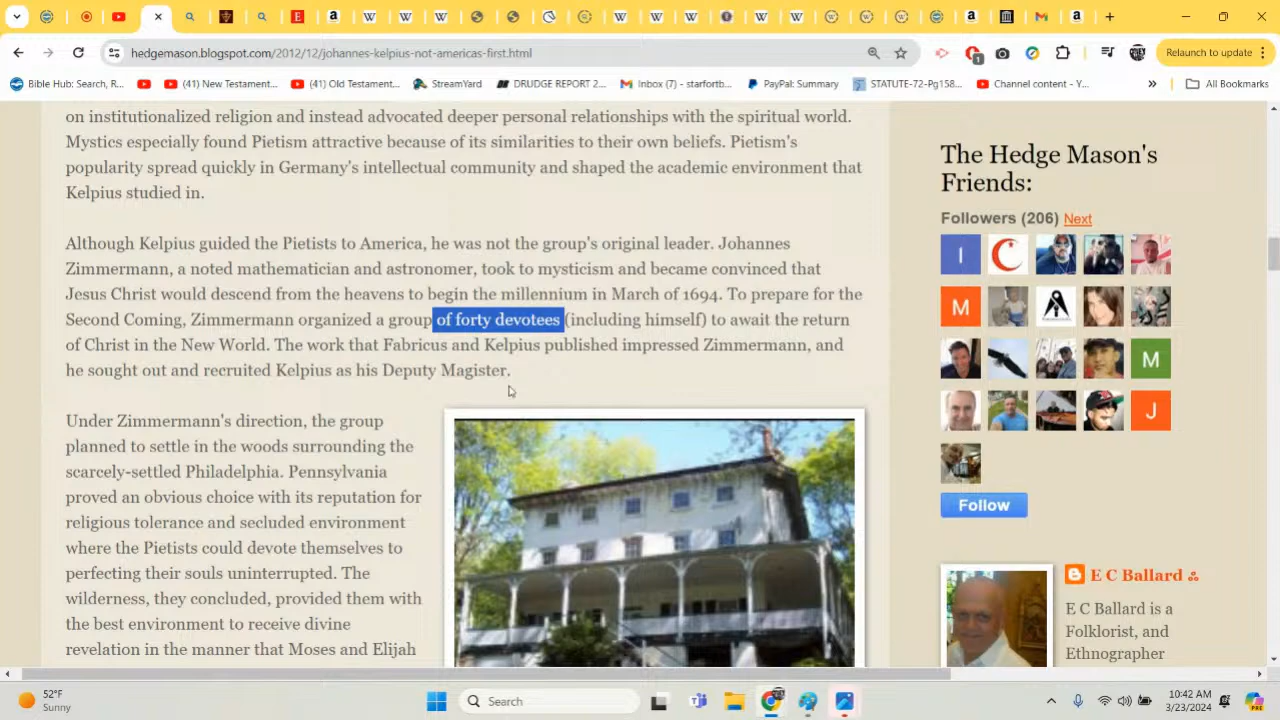 hedgemason.blogspot.com/2012/12/johannes-kelpius-not-americas-first.html
Relaunch to update
Bible Hub: Search, R...
(41) New Testament...
(41) Old Testament...
StreamYard
DRUDGE REPORT 2...
Inbox (7) - starfortb...
PayPal: Summary
STATUTE-72-Pg158...
Channel content - Y...
»
All Bookmarks
on institutionalized religion and instead advocated deeper personal relationships with the spiritual world.
Mystics especially found Pietism attractive because of its similarities to their own beliefs. Pietism's
popularity spread quickly in Germany's intellectual community and shaped the academic environment that
Kelpius studied in.
Although Kelpius guided the Pietists to America, he was not the group's original leader. Johannes
Zimmermann, a noted mathematician and astronomer, took to mysticism and became convinced that
Jesus Christ would descend from the heavens to begin the millennium in March of 1694. To prepare for the
Second Coming, Zimmermann organized a group of forty devotees (including himself) to await the return
of Christ in the New World. The work that Fabricus and Kelpius published impressed Zimmermann, and
he sought out and recruited Kelpius as his Deputy Magister.
Under Zimmermann's direction, the group
planned to settle in the woods surrounding the
scarcely-settled Philadelphia. Pennsylvania
proved an obvious choice with its reputation for
religious tolerance and secluded environment
where the Pietists could devote themselves to
perfecting their souls uninterrupted. The
wilderness, they concluded, provided them with
the best environment to receive divine
revelation in the manner that Moses and Elijah
The Hedge Mason's
Friends:
Followers (206) Next
I
M
M
J
Follow
E C Ballard
E C Ballard is a
Folklorist, and
Ethnographer
52°F
Sunny
Search
10:42 AM
3/23/2024